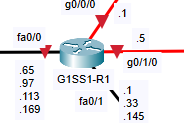 g0/0/0
.1
fa0/0
.5
g0/1/0
.65
.97
.113
.169
G1SS1-R1
fa0/1
.1
.33
.145